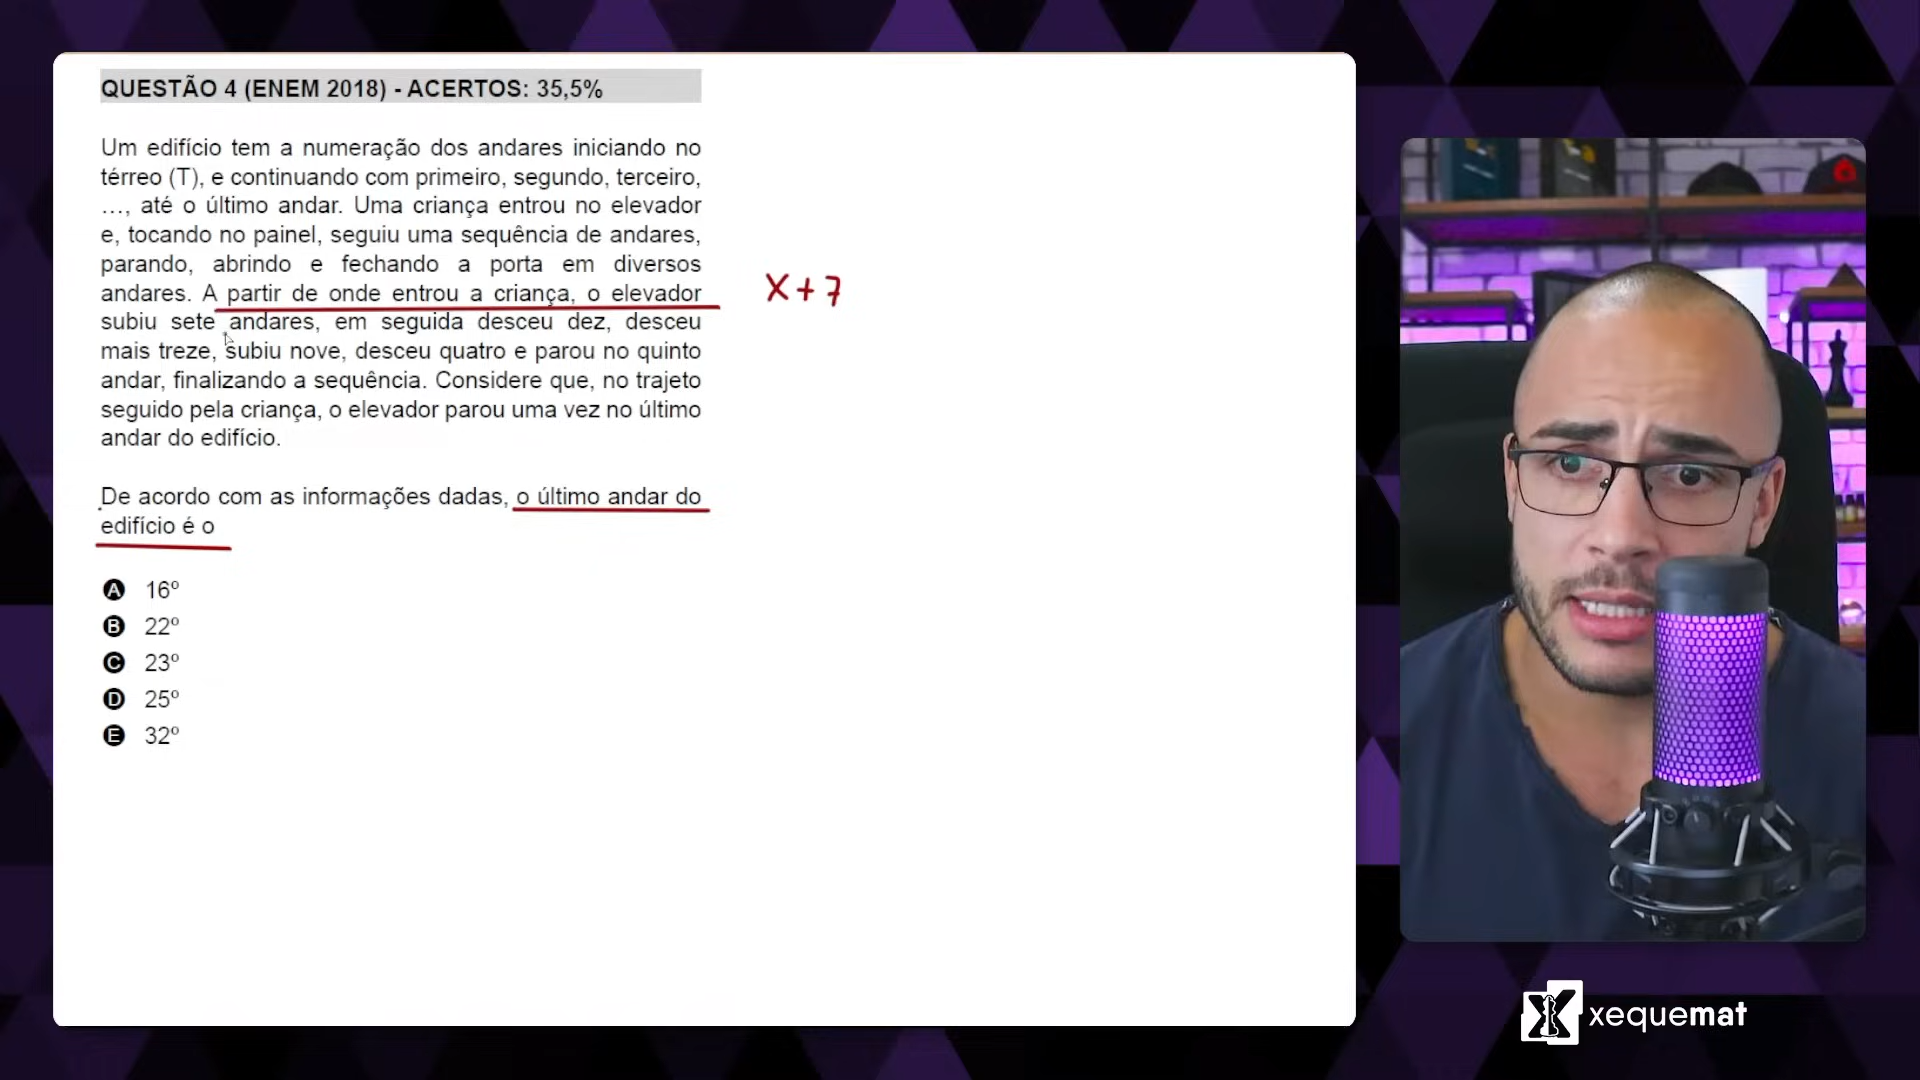 QUESTÃO 4 (ENEM 2018) - ACERTOS: 35,5%
Um edifício tem a numeração dos andares iniciando no
térreo (T), e continuando com primeiro, segundo, terceiro,
…, até o último andar. Uma criança entrou no elevador
e, tocando no painel, seguiu uma sequência de andares,
parando, abrindo e fechando a porta em diversos
andares. A partir de onde entrou a criança, o elevador
subiu sete andares, em seguida desceu dez, desceu
mais treze, subiu nove, desceu quatro e parou no quinto
andar, finalizando a sequência. Considere que, no trajeto
seguido pela criança, o elevador parou uma vez no último
andar do edifício.
De acordo com as informações dadas, o último andar do
edifício é o
A 16º
B 22º
C 23º
D 25º
E 32º
X+7
xequemat